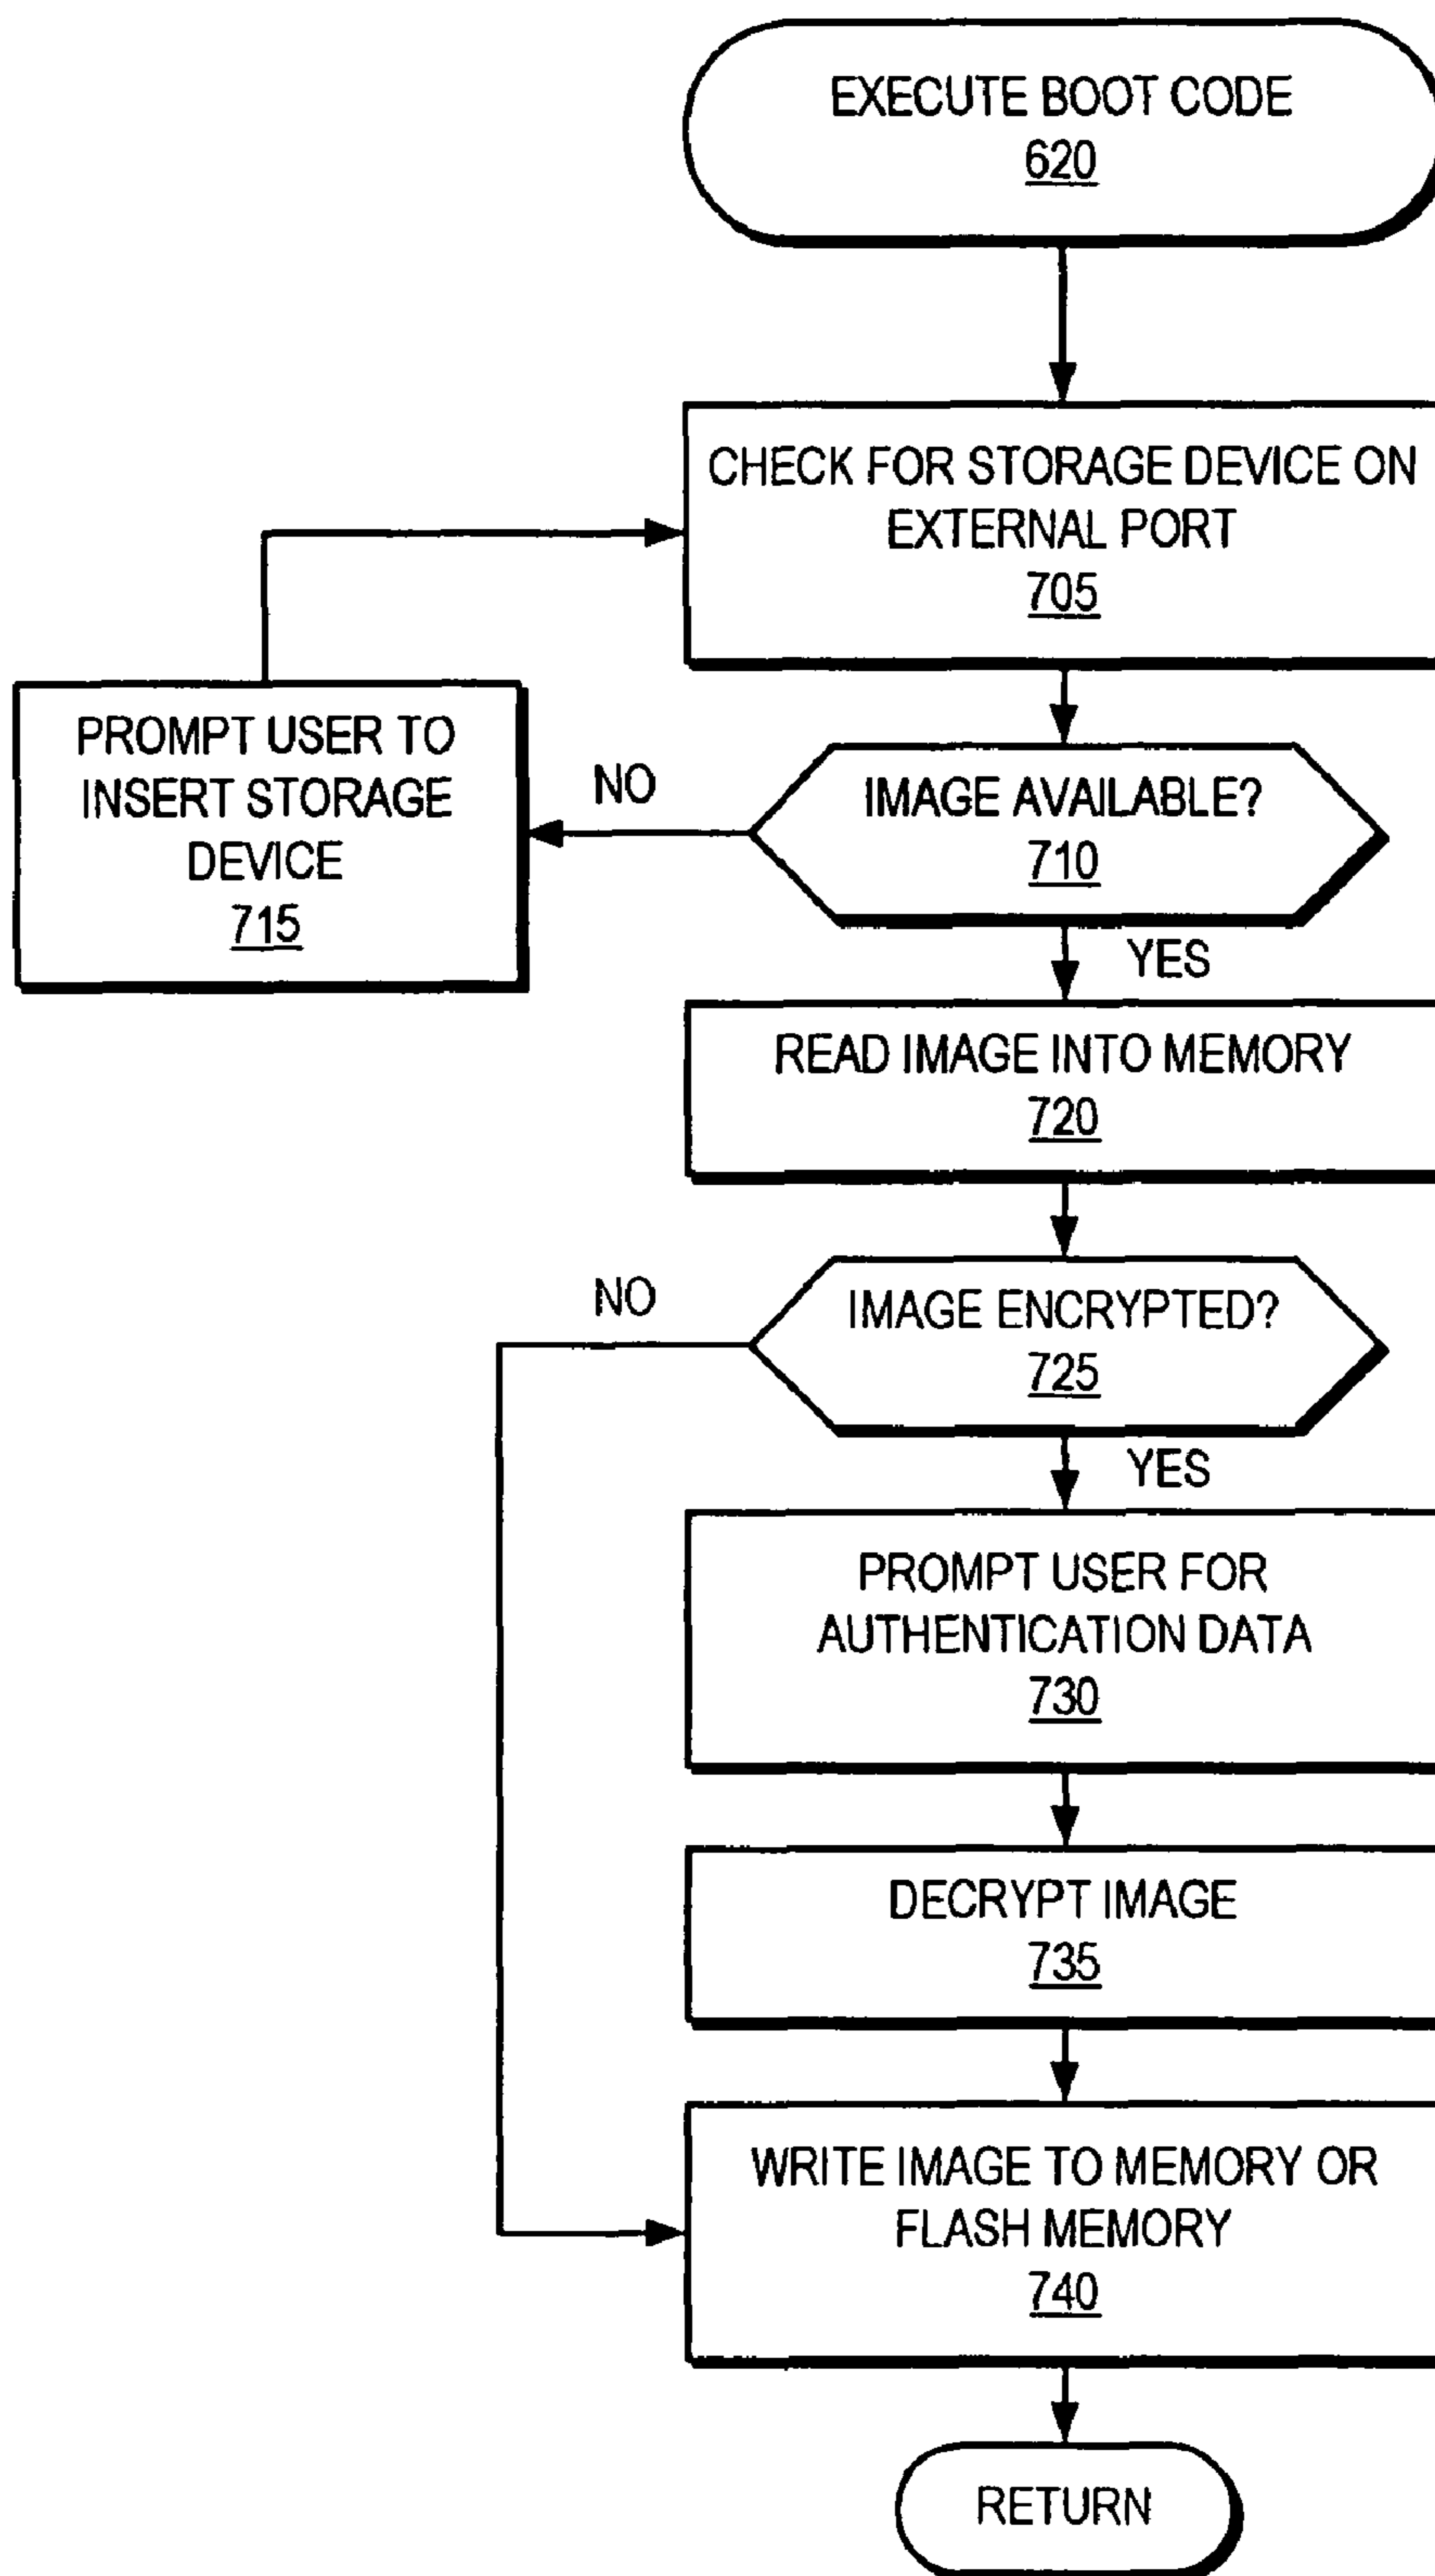 EXECUTE BOOT CODE
620
CHECK FOR STORAGE DEVICE ON
EXTERNAL PORT
705
PROMPT USER TO
INSERT STORAGE
DEVICE
715
NO
IMAGE AVAILABLE?
710
YES
READ IMAGE INTO MEMORY
720
NO
IMAGE ENCRYPTED?
725
YES
PROMPT USER FOR
AUTHENTICATION DATA
730
DECRYPT IMAGE
735
WRITE IMAGE TO MEMORY OR
FLASH MEMORY
740
RETURN